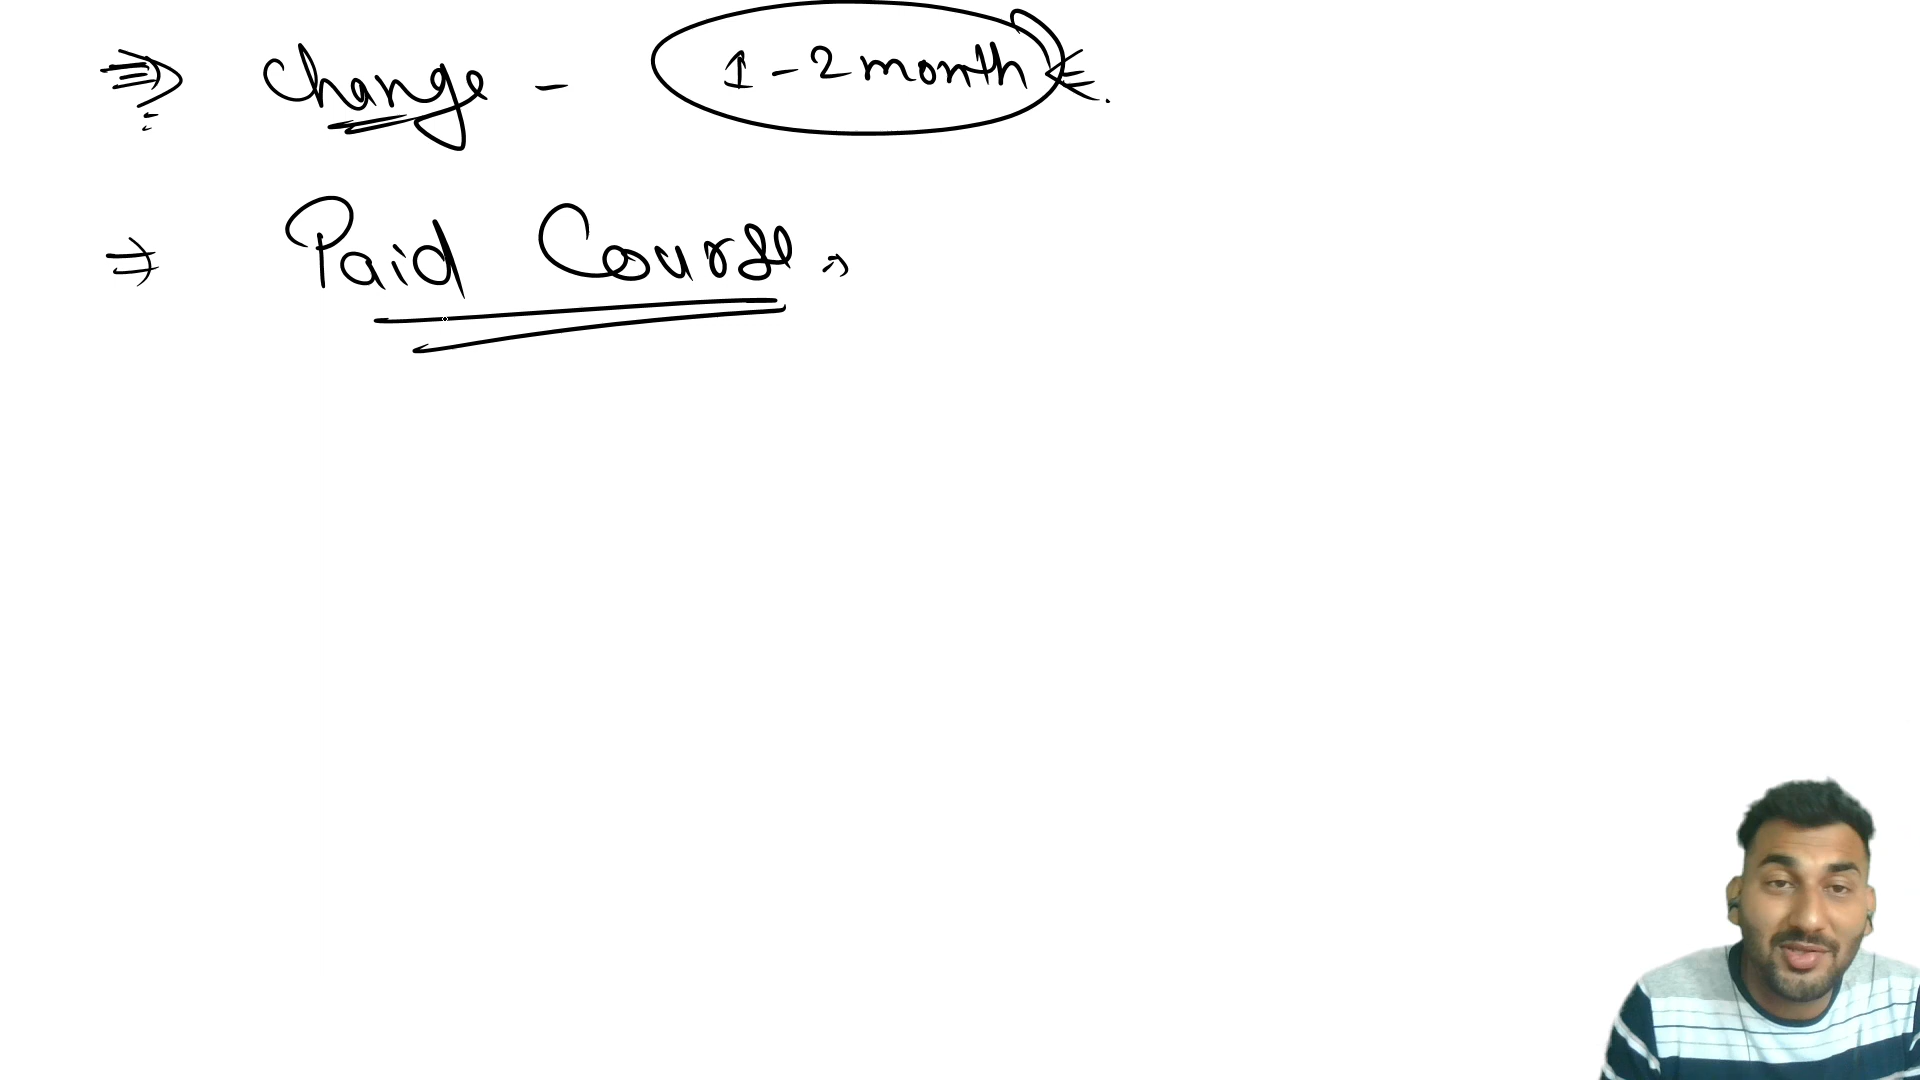 ⇒ Change - 1-2 month
⇒ Paid Course